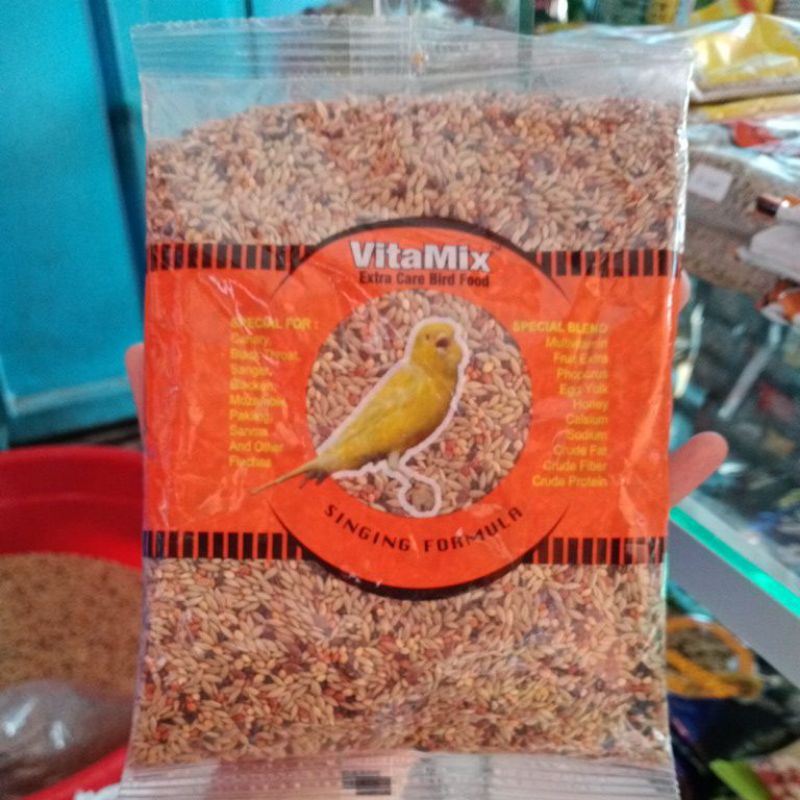 VitaMix
Extra Care Bird Food
SPECIAL FOR :
Canary,
Black Throat,
Sanger,
Blacken,
Mozambik,
Paking,
Sanma
And Other
Finches
SPECIAL BLEND
Multivitamin
Fruit Extra
Phopurus
Egg Yolk
Honey
Calsium
Sodium
Crude Fat
Crude Fiber
Crude Protein
SINGING FORMULA